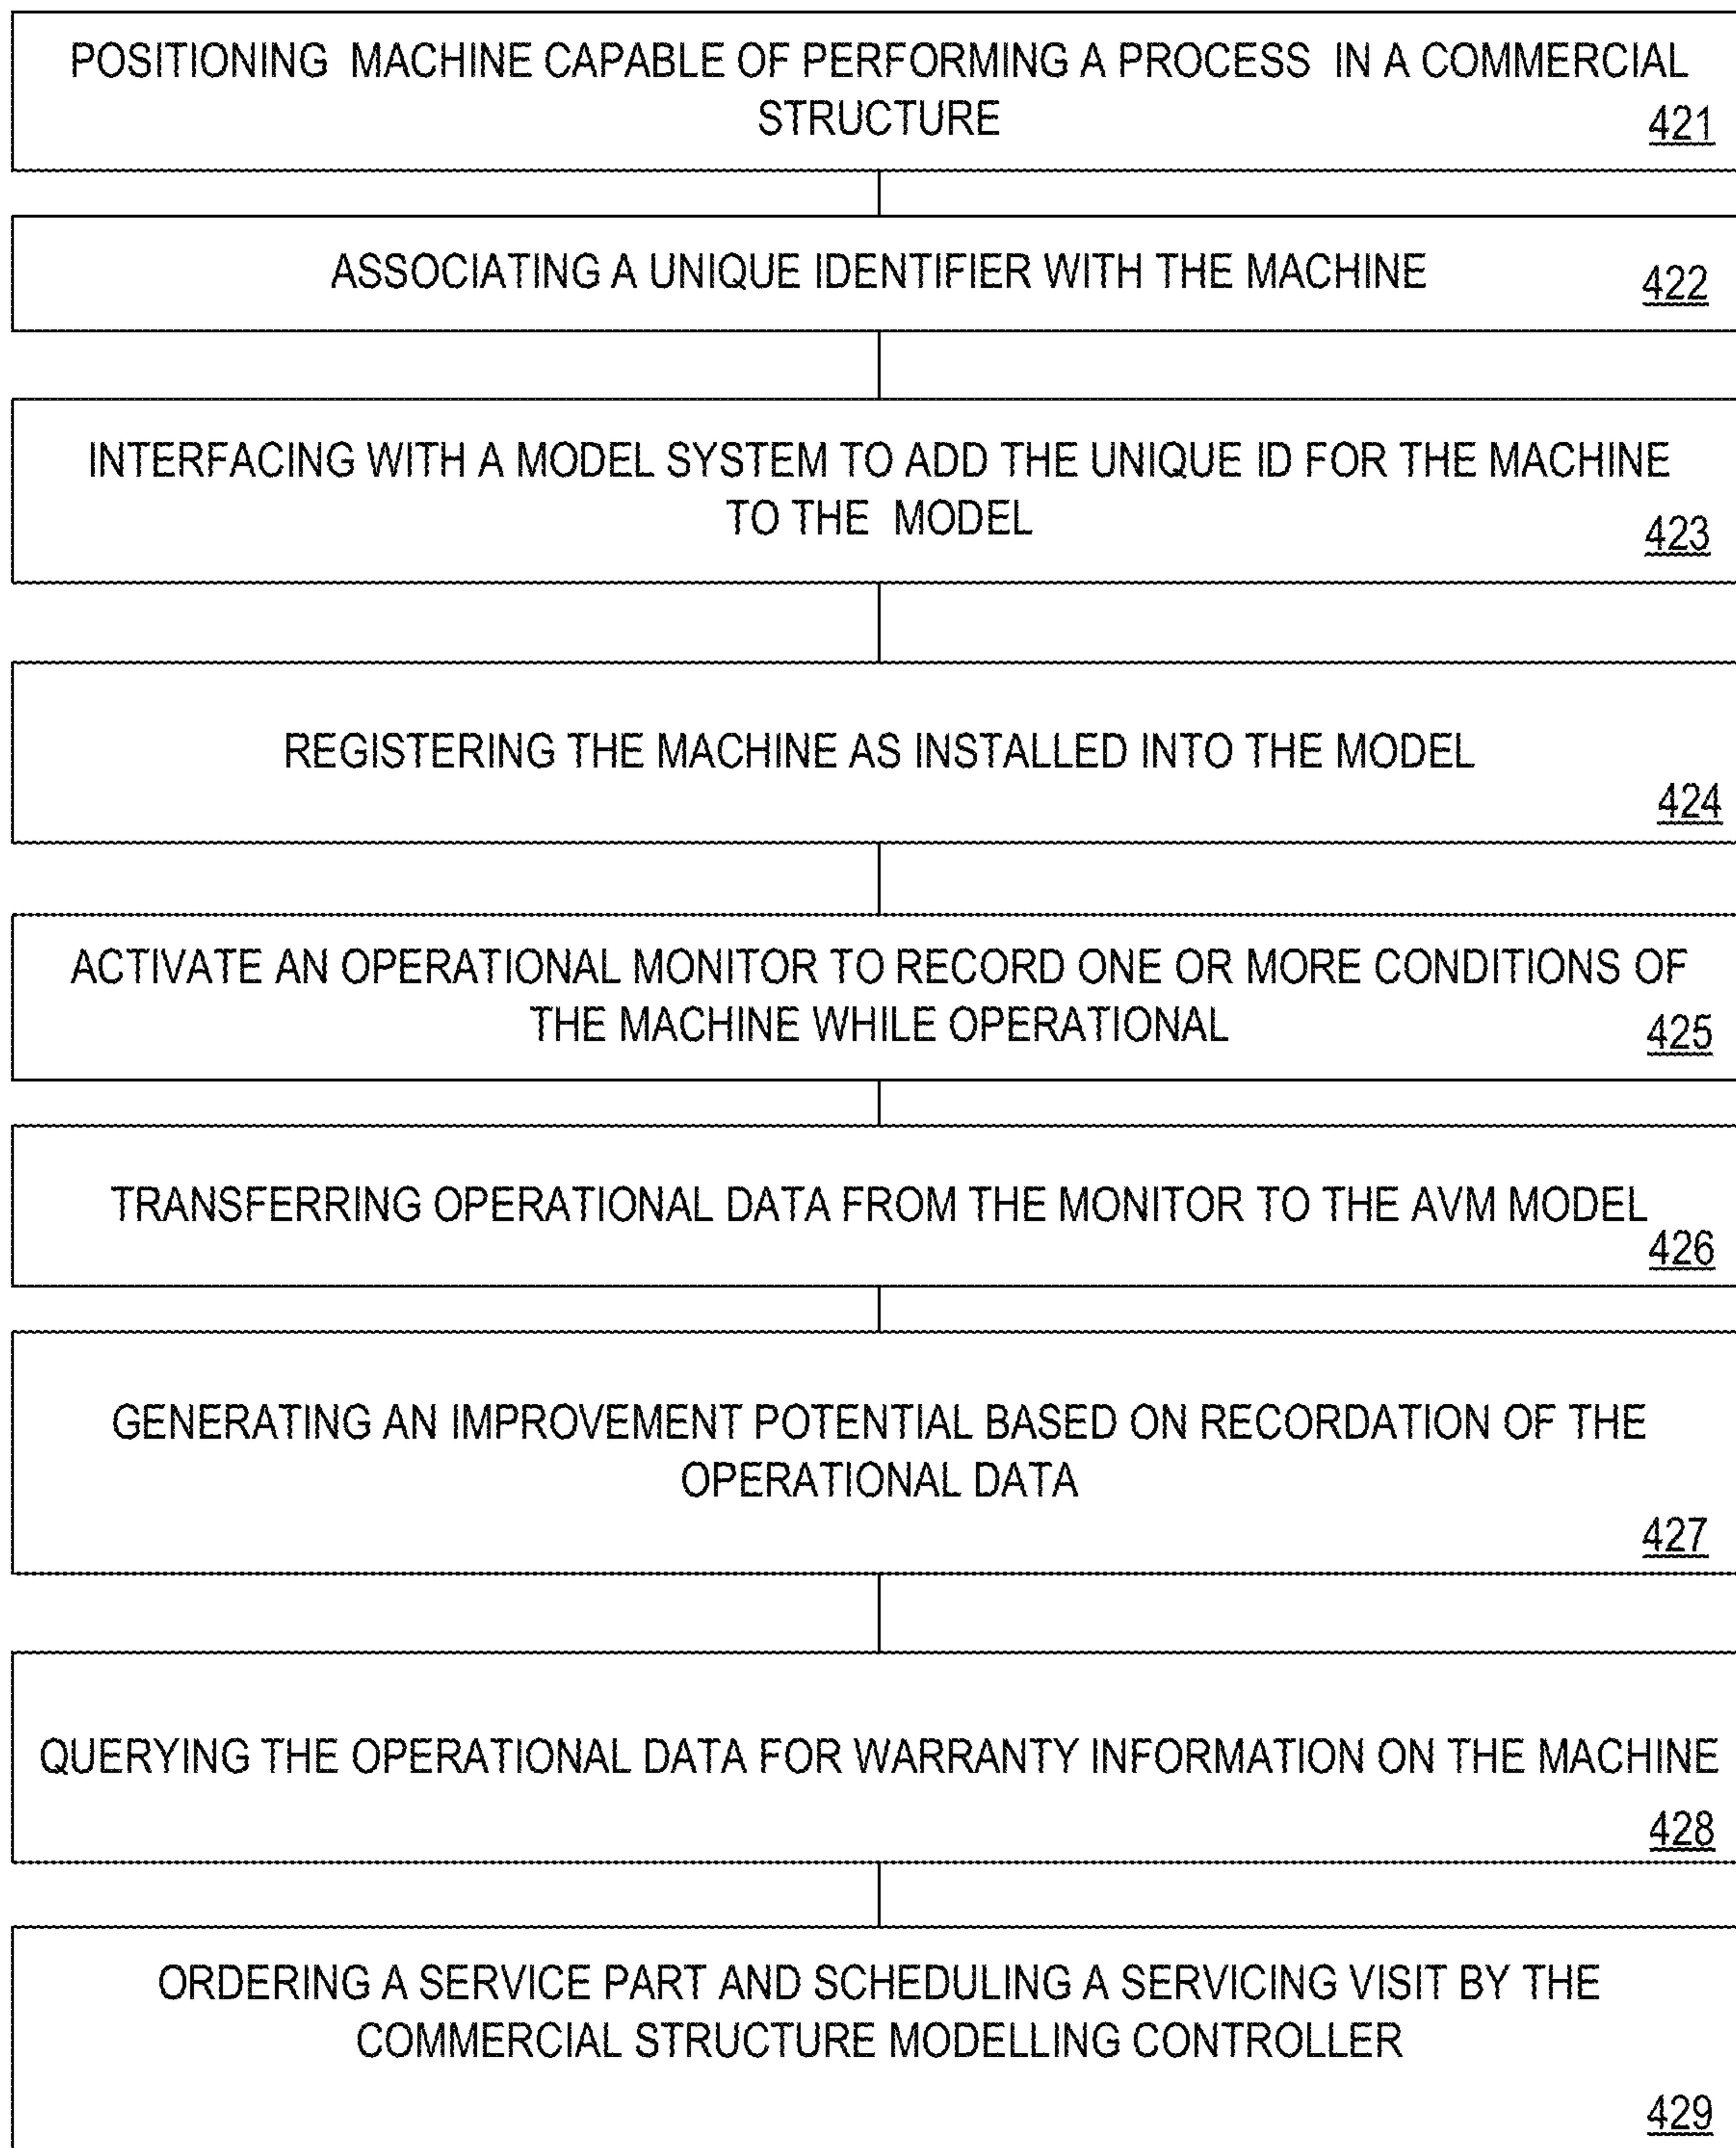 POSITIONING MACHINE CAPABLE OF PERFORMING A PROCESS IN A COMMERCIAL
STRUCTURE
421
ASSOCIATING A UNIQUE IDENTIFIER WITH THE MACHINE
422
INTERFACING WITH A MODEL SYSTEM TO ADD THE UNIQUE ID FOR THE MACHINE
TO THE MODEL
423
REGISTERING THE MACHINE AS INSTALLED INTO THE MODEL
424
ACTIVATE AN OPERATIONAL MONITOR TO RECORD ONE OR MORE CONDITIONS OF
THE MACHINE WHILE OPERATIONAL
425
TRANSFERRING OPERATIONAL DATA FROM THE MONITOR TO THE AVM MODEL
426
GENERATING AN IMPROVEMENT POTENTIAL BASED ON RECORDATION OF THE
OPERATIONAL DATA
427
QUERYING THE OPERATIONAL DATA FOR WARRANTY INFORMATION ON THE MACHINE
428
ORDERING A SERVICE PART AND SCHEDULING A SERVICING VISIT BY THE
COMMERCIAL STRUCTURE MODELLING CONTROLLER
429